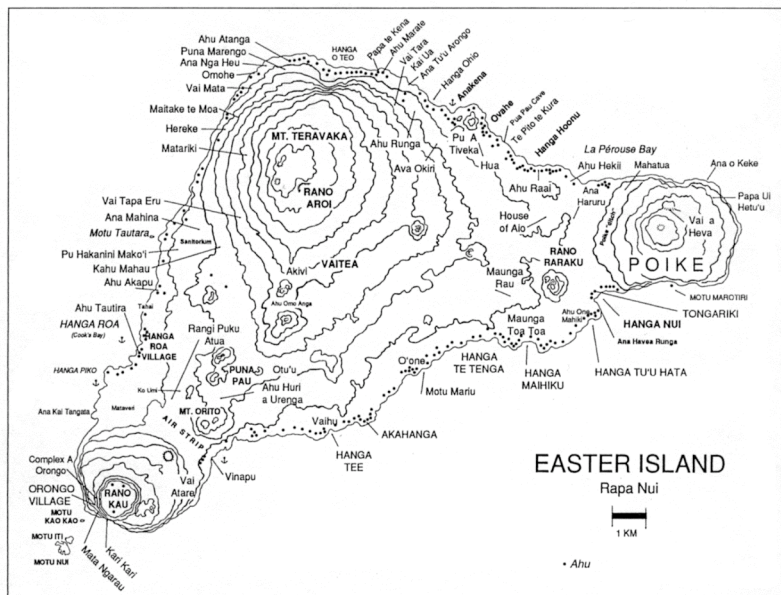 Ahu Atanga
Puna Marengo
Ana Nga Heu
Omohe
Vai Mata
Maitake te Moa
Hereke
Matariki
Vai Tapa Eru
Ana Mahina
Motu Tautara
Sanitorium
Pu Hakanini Mako'i
Kahu Mahau
Ahu Akapu
Ahu Tautira
Tahai
HANGA ROA
(Cook's Bay)
HANGA
ROA
VILLAGE
HANGA PIKO
Ko Umi
Mataveri
Ana Kai Tangata
HANGA
O TEO
Papa te Kena
Ahu Marate
Vai Tara
Kai Ua
Ana Tu'u Arongo
Hanga Ohio
Anakena
Ovahe
Pua Pau Cave
Te Pito te Kura
Hanga Hoonu
La Pérouse Bay
MT. TERAVAKA
RANO
AROI
Ahu Runga
Ava Okiri
Pu A
Tiveka
Hua
Ahu Raai
Ahu Hekii
Ana
Haruru
Mahatua
Ana o Keke
Papa Ui
Hetu'u
Vai a
Heva
Poike "ditch"
POIKE
House
of Aio
RANO
RARAKU
Maunga
Rau
Maunga
Toa Toa
Ahu One
Mahiki
MOTU MAROTIRI
TONGARIKI
HANGA NUI
Ana Havea Runga
HANGA TU'U HATA
HANGA
MAIHIKU
HANGA
TE TENGA
O'one
Motu Mariu
AKAHANGA
Vaihu
HANGA
TEE
VAITEA
Akivi
Ahu Omo Anga
Rangi Puku
Atua
PUNA
PAU
Otu'u
Ahu Huri
a Urenga
MT. ORITO
AIR STRIP
Vinapu
Vai
Atare
Complex A
Orongo
ORONGO
VILLAGE
RANO
KAU
MOTU
KAO KAO
MOTU ITI
MOTU NUI
Mata Ngarau
Kari Kari
EASTER ISLAND
Rapa Nui
1 KM
• Ahu